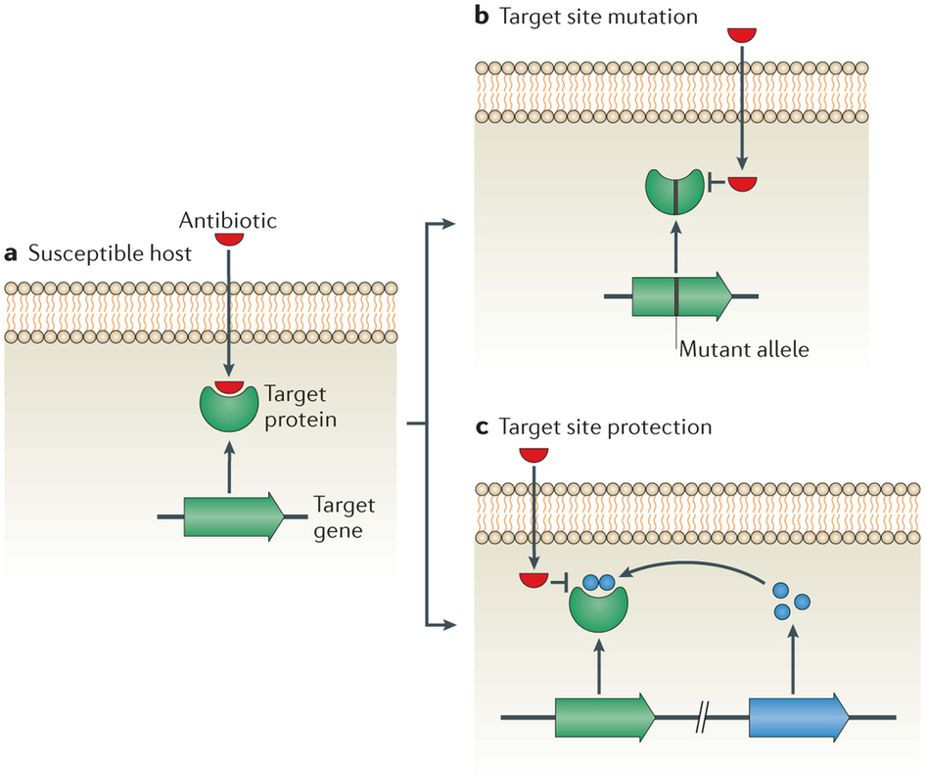 a Susceptible host
Antibiotic
Target
protein
Target
gene
b Target site mutation
Mutant allele
c Target site protection